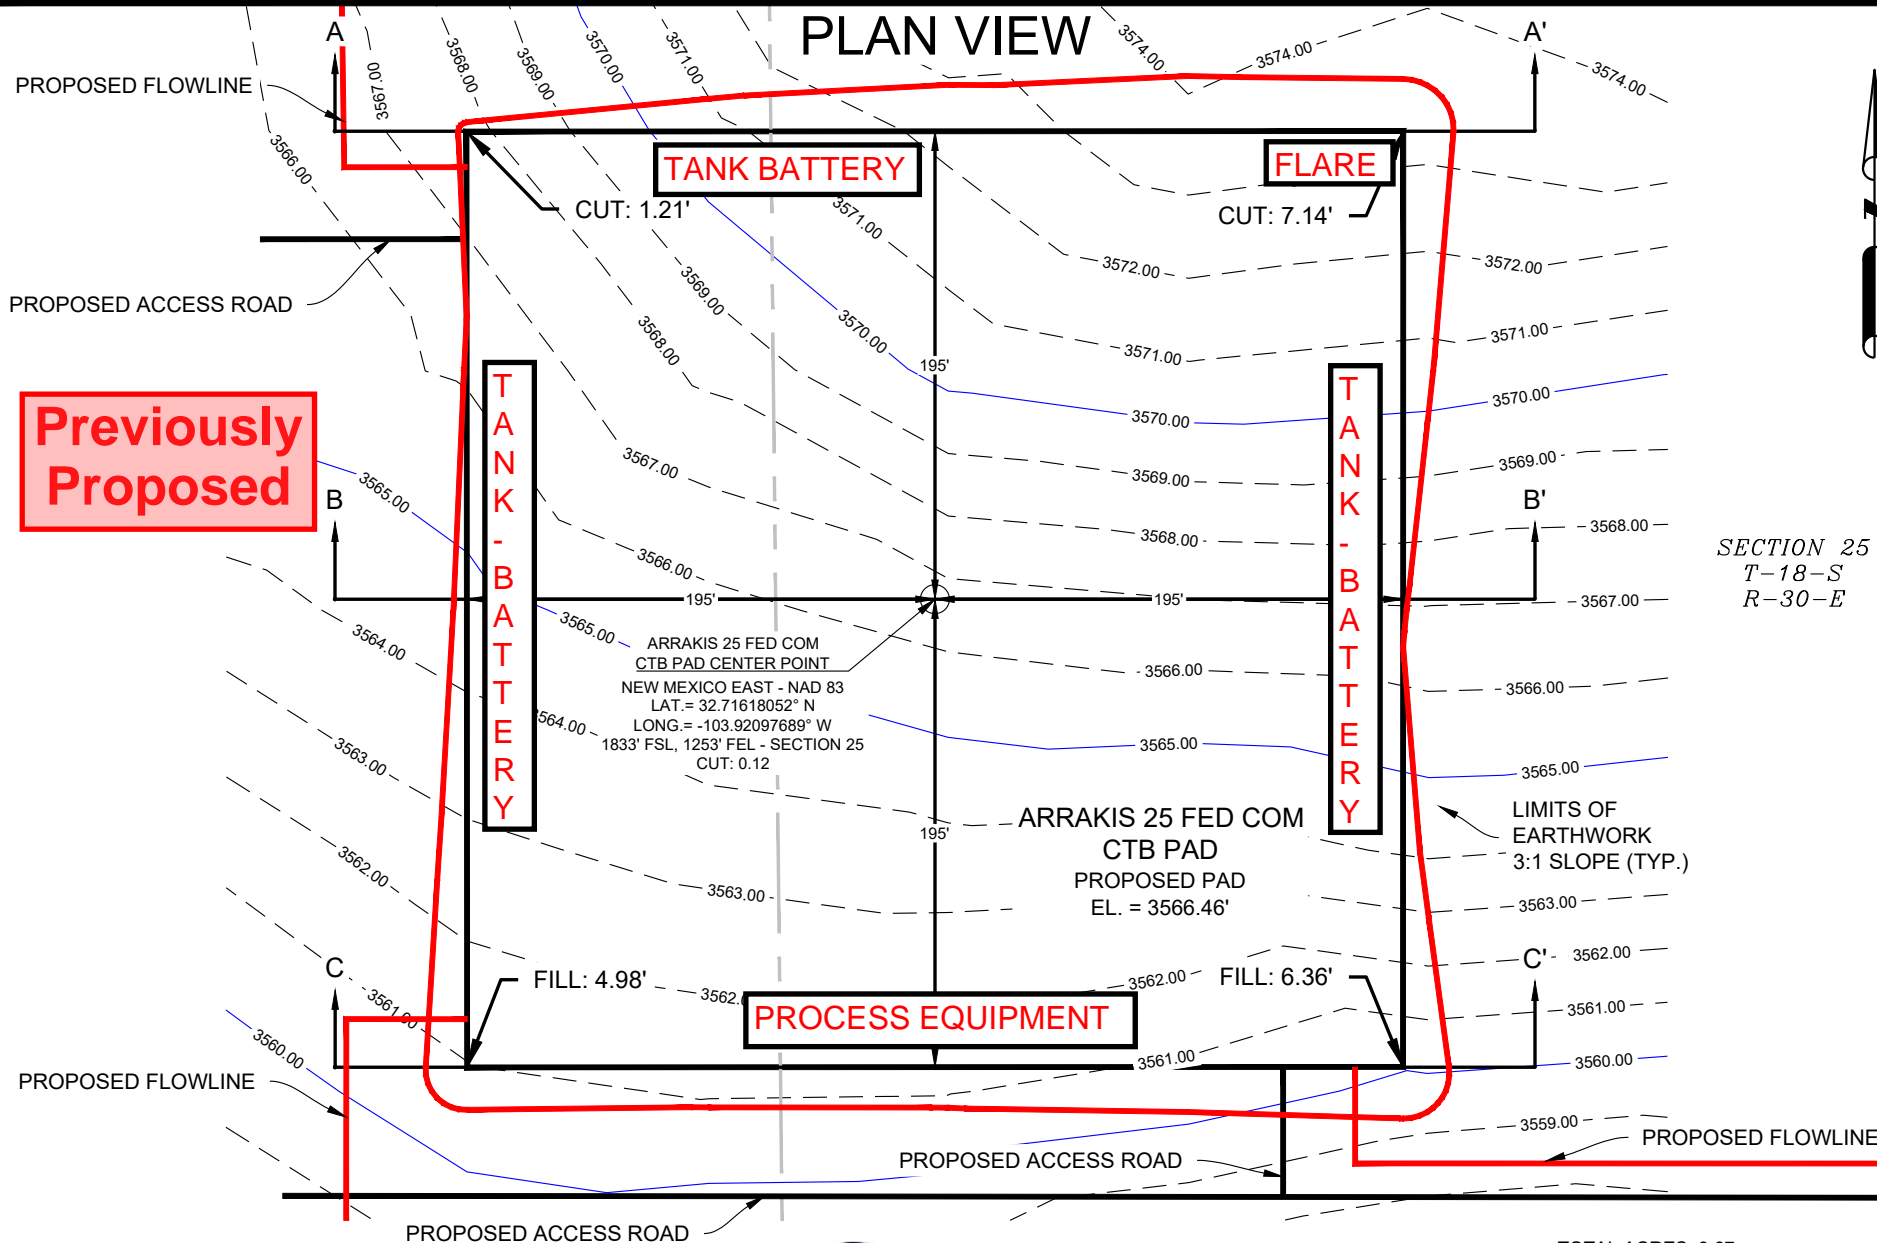 PLAN VIEW
A
A'
PROPOSED FLOWLINE
3567.00
3568.00
3569.00
3570.00
3571.00
3574.00
3574.00
3574.00
3566.00
TANK BATTERY
FLARE
CUT: 1.21'
CUT: 7.14'
3571.00
3572.00
3572.00
PROPOSED ACCESS ROAD
3569.00
3568.00
3570.00
3571.00
3571.00
195'
Previously
Proposed
TANK-BATTERY
TANK-BATTERY
3570.00
3570.00
3569.00
3569.00
3567.00
3565.00
B
B'
3568.00
3568.00
SECTION 25
T-18-S
R-30-E
3566.00
195'
195'
3567.00
3565.00
3564.00
ARRAKIS 25 FED COM
CTB PAD CENTER POINT
NEW MEXICO EAST - NAD 83
LAT.= 32.71618052° N
LONG.= -103.92097689° W
1833' FSL, 1253' FEL - SECTION 25
CUT: 0.12
3566.00
3566.00
3564.00
3565.00
3565.00
3563.00
195'
ARRAKIS 25 FED COM
CTB PAD
PROPOSED PAD
EL. = 3566.46'
LIMITS OF
EARTHWORK
3:1 SLOPE (TYP.)
3562.00
3563.00
3563.00
C
C'
3562.00
FILL: 4.98'
FILL: 6.36'
3562.00
3561.00
PROCESS EQUIPMENT
3561.00
3560.00
3561.00
3560.00
PROPOSED FLOWLINE
3559.00
PROPOSED FLOWLINE
PROPOSED ACCESS ROAD
PROPOSED ACCESS ROAD